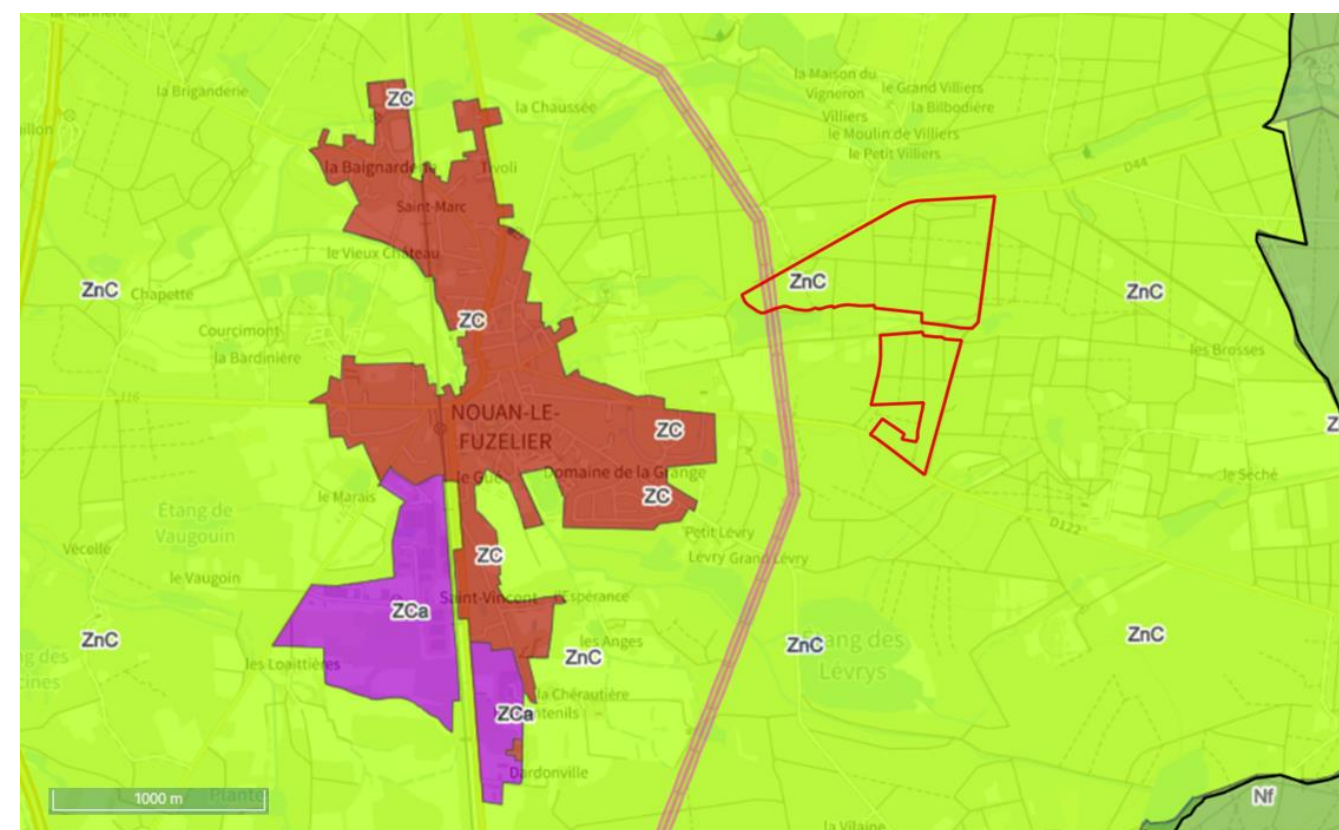 la Briganderie
ZC
la Chaussée
la Maison du
Vigneron
le Grand Villiers
la Bilbodière
Villiers
le Moulin de Villiers
le Petit Villiers
D44
la Baignarderie
Tivoli
Saint-Marc
le Vieux Château
ZnC
Chapette
ZnC
ZnC
ZC
Courcimont
la Bardinière
les Brosses
NOUAN-LE-
FUZELIER
ZC
le Gué
Domaine de la Grange
le Séché
ZC
le Marais
Étang de
Vaugouin
D122
Petit Lévry
Lévry
Grand Lévry
Vécelle
ZC
le Vaugoin
Saint-Vincent
l'Espérance
ZCa
ZnC
les Anges
ZnC
ZnC
Étang des
Lévrys
ZnC
les Loaittières
la Chérautière
ZCa
Dardonville
1000 m
Nf
la Vilaine